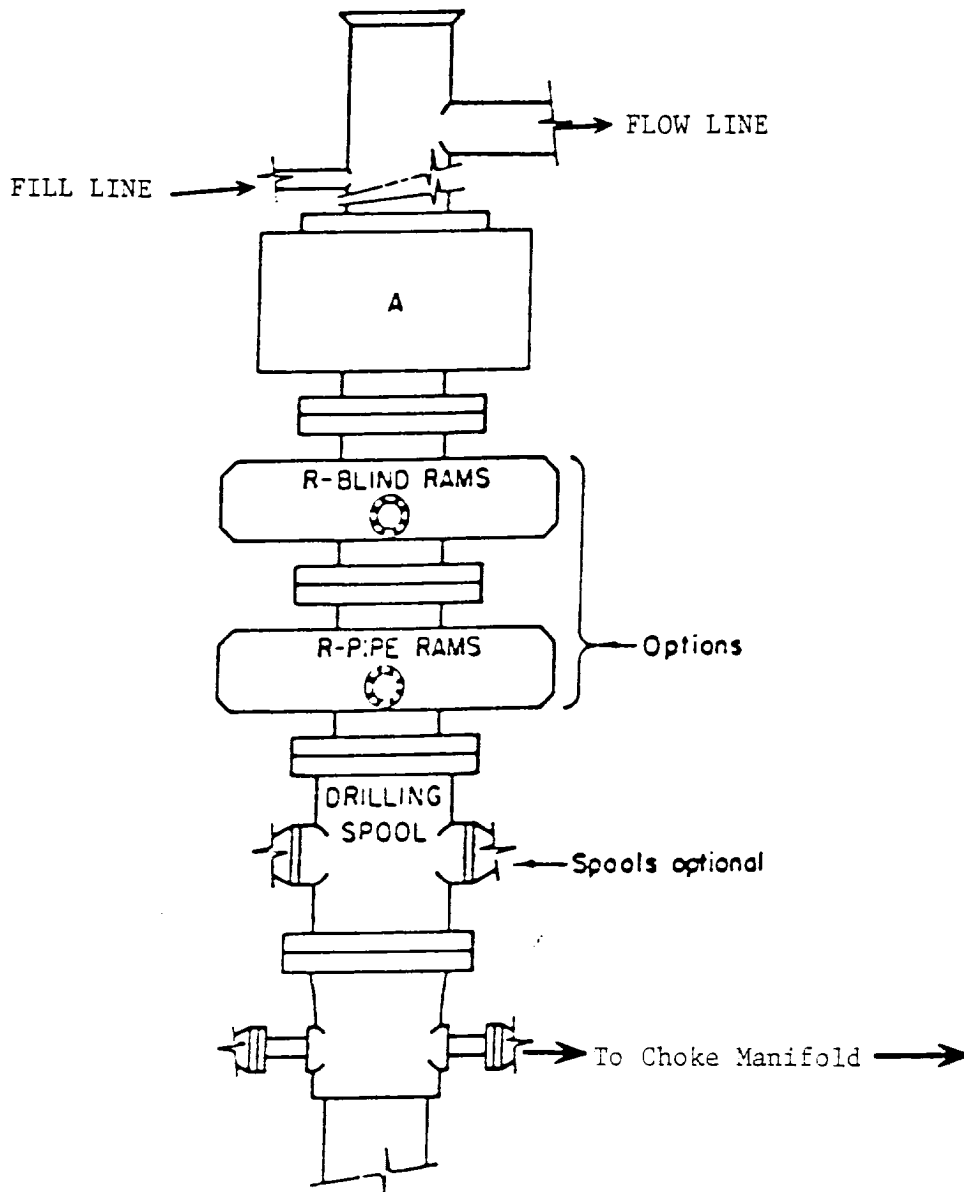 FLOW LINE
FILL LINE
A
R-BLIND RAMS
R-PIPE RAMS
Options
DRILLING
SPOOL
Spools optional
To Choke Manifold